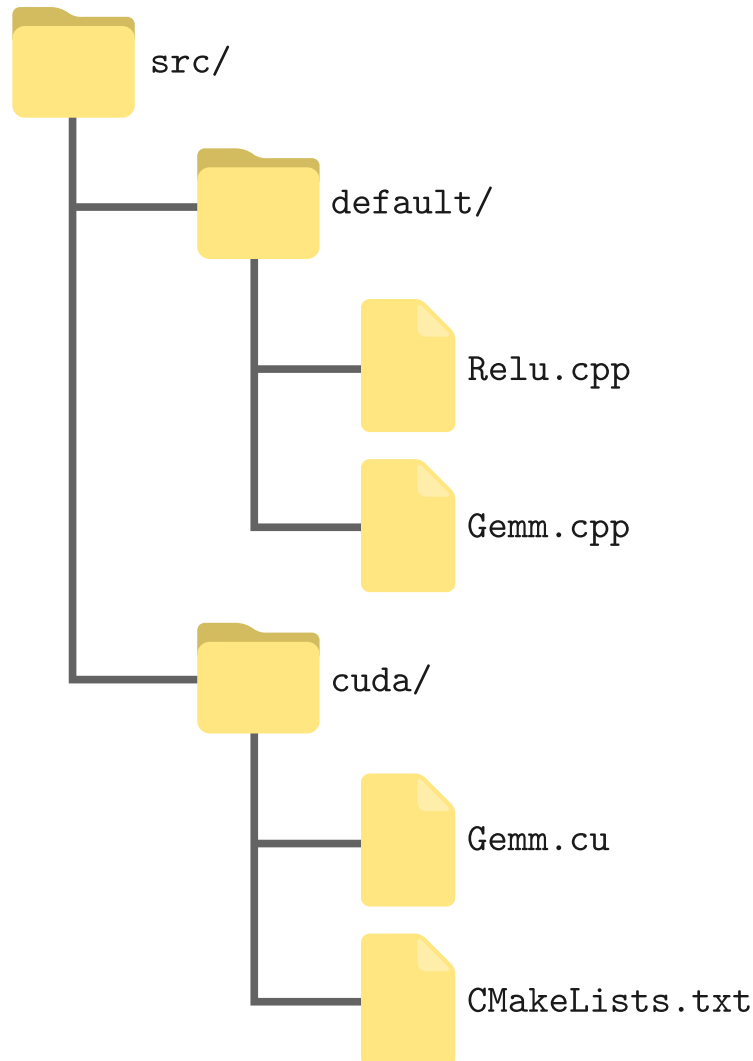 src/
default/
Relu.cpp
Gemm.cpp
cuda/
Gemm.cu
CMakeLists.txt